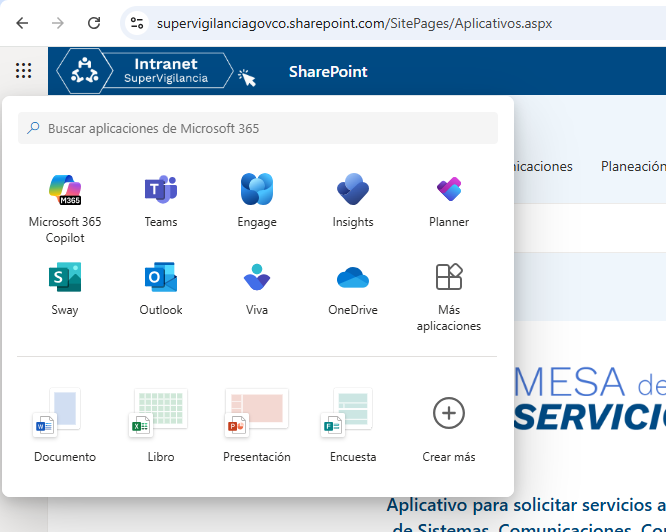 supervigilanciagovco.sharepoint.com/SitePages/Aplicativos.aspx
Intranet
SuperVigilancia
SharePoint
Buscar aplicaciones de Microsoft 365
nicaciones
Planeación
M365
Microsoft 365
Copilot
Teams
Engage
Insights
Planner
Sway
Outlook
Viva
OneDrive
Más
aplicaciones
Documento
Libro
Presentación
Encuesta
Crear más
MESA de
SERVICIO
Aplicativo para solicitar servicios a
de Sistemas, Comunicaciones, Co